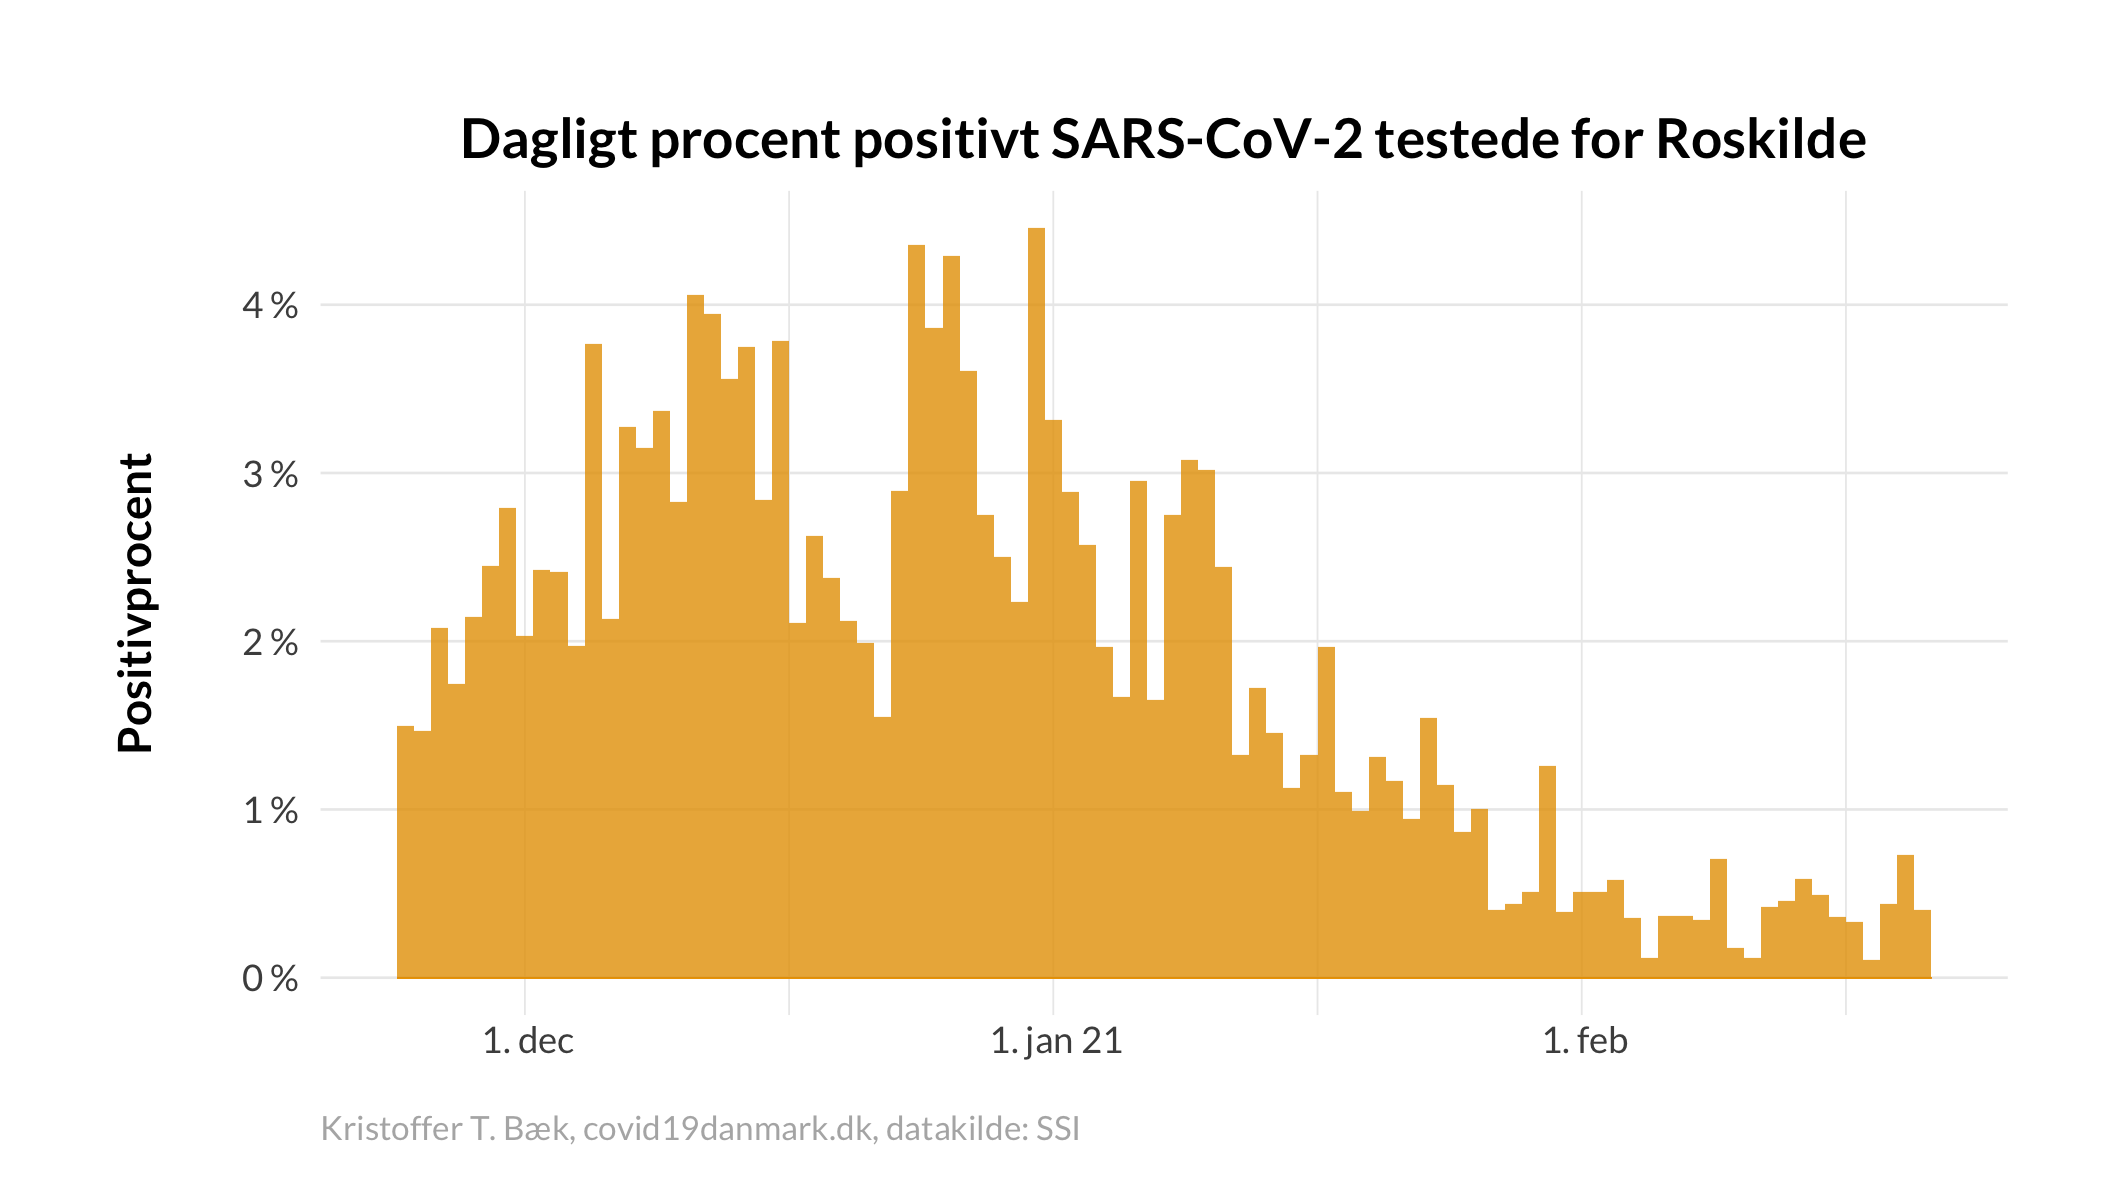 Dagligt procent positivt SARS-CoV-2 testede for Roskilde
Positivprocent
4 %
3 %
2 %
1 %
0 %
1. dec
1. jan 21
1. feb
Kristoffer T. Bæk, covid19danmark.dk, datakilde: SSI